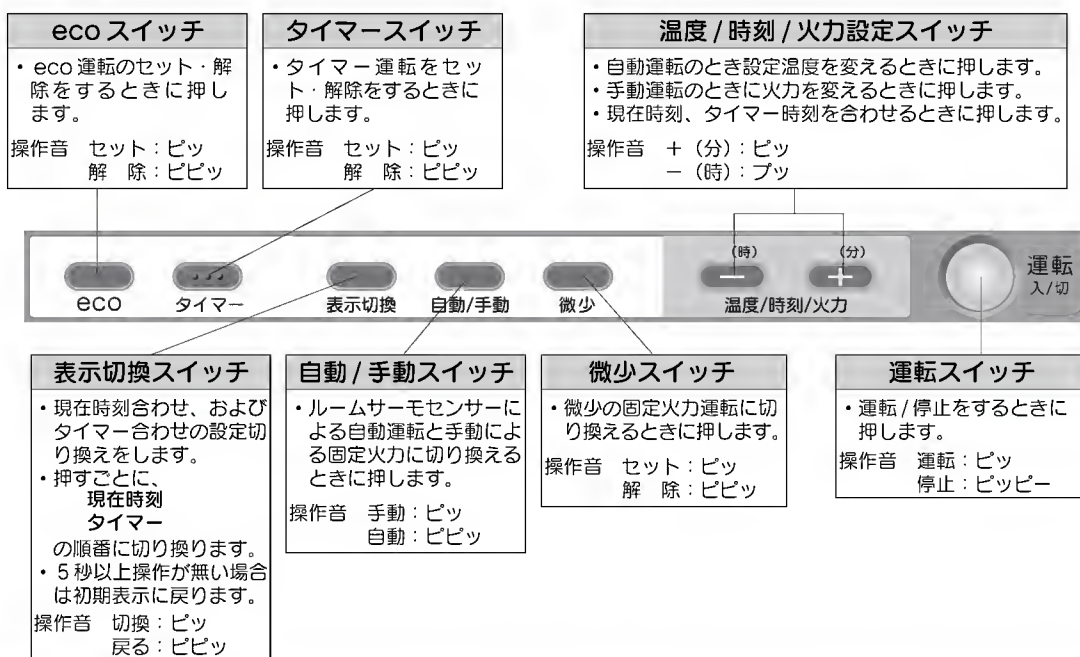 eco スイッチ
・eco 運転のセット・解
除をするときに押し
ます。
操作音 セット：ピッ
解 除：ピピッ
タイマースイッチ
・タイマー運転をセッ
ト・解除をするときに
押します。
操作音 セット：ピッ
解 除：ピピッ
温度 / 時刻 / 火力設定スイッチ
・自動運転のとき設定温度を変えるときに押します。
・手動運転のときに火力を変えるときに押します。
・現在時刻、タイマー時刻を合わせるときに押します。
操作音 ＋（分）：ピッ
－（時）：プッ
eco
タイマー
表示切換
自動/手動
微少
（時）
－
（分）
＋
温度/時刻/火力
運転
入/切
表示切換スイッチ
・現在時刻合わせ、および
タイマー合わせの設定切
り換えをします。
・押すごとに、
現在時刻
タイマー
の順番に切り換ります。
・５秒以上操作が無い場合
は初期表示に戻ります。
操作音 切換：ピッ
戻る：ピピッ
自動 / 手動スイッチ
・ルームサーモセンサーに
よる自動運転と手動によ
る固定火力に切り換える
ときに押します。
操作音 手動：ピッ
自動：ピピッ
微少スイッチ
・微少の固定火力運転に切
り換えるときに押します。
操作音 セット：ピッ
解 除：ピピッ
運転スイッチ
・運転/停止をするときに
押します。
操作音 運転：ピッ
停止：ピッピー